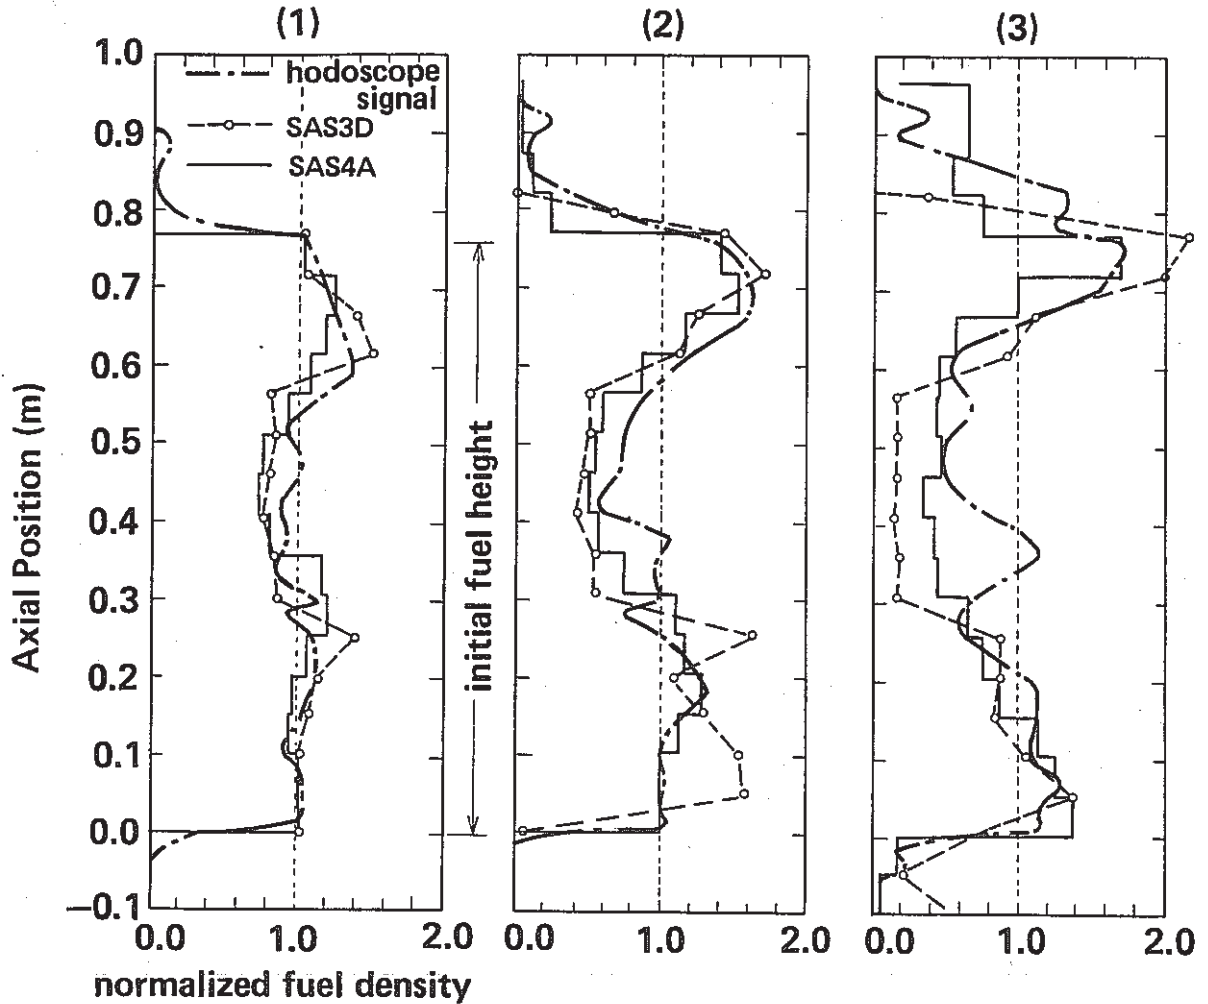 (1)
(2)
(3)
hodoscope
signal
SAS3D
SAS4A
1.0
0.9
0.8
0.7
0.6
0.5
0.4
0.3
0.2
0.1
0.0
−0.1
Axial Position (m)
initial fuel height
0.0 1.0 2.0
0.0 1.0 2.0
0.0 1.0 2.0
normalized fuel density